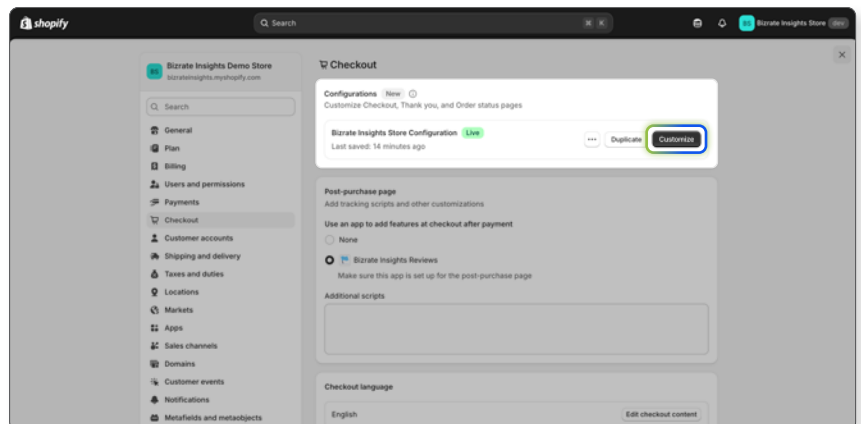 shopify
Search
⌘ K
BS Bizrate Insights Store dev
BS Bizrate Insights Demo Store
bizrateinsights.myshopify.com
Search
General
Plan
Billing
Users and permissions
Payments
Checkout
Customer accounts
Shipping and delivery
Taxes and duties
Locations
Markets
Apps
Sales channels
Domains
Customer events
Notifications
Metafields and metaobjects
Checkout
Configurations New
Customize Checkout, Thank you, and Order status pages
Bizrate Insights Store Configuration Live
Last saved: 14 minutes ago
Duplicate Customize
Post-purchase page
Add tracking scripts and other customizations
Use an app to add features at checkout after payment
None
Bizrate Insights Reviews
Make sure this app is set up for the post-purchase page
Additional scripts
Checkout language
English Edit checkout content